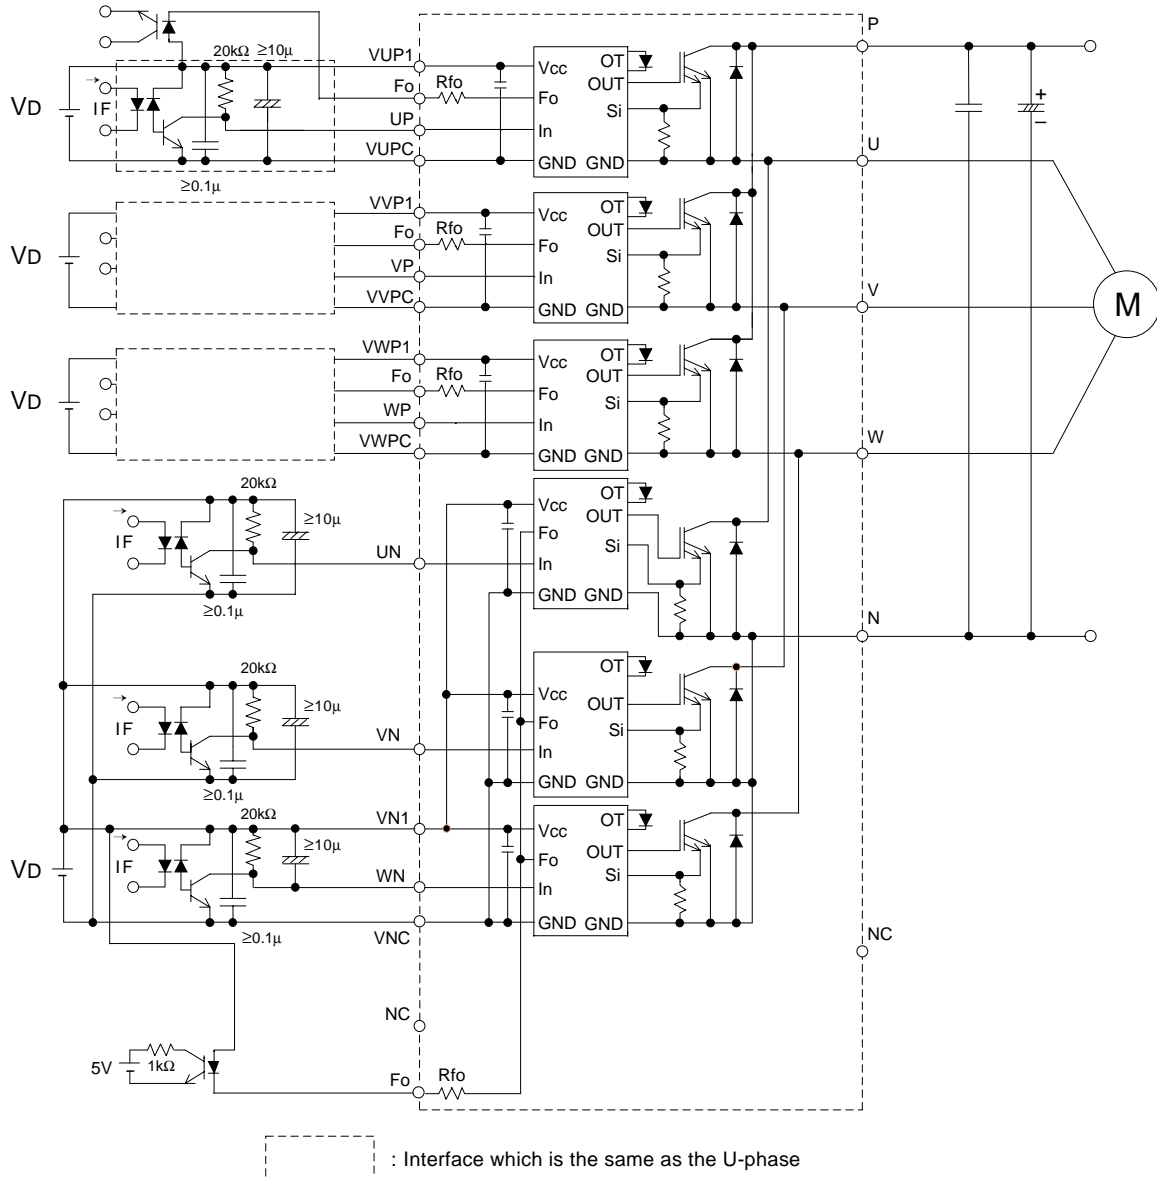 P
20kΩ ≥10μ VUP1
Vcc OT
Fo Rfo Fo OUT
VD IF
UP In Si
VUPC GND GND U
≥0.1μ
VVP1 Vcc OT
Fo Rfo Fo OUT
VD
VP In Si
VVPC GND GND V
M
VWP1 Vcc OT
Fo Rfo Fo OUT
VD
WP In Si
VWPC GND GND W
20kΩ
≥10μ
IF
Vcc OT
Fo OUT
UN In Si
GND GND N
≥0.1μ
20kΩ
≥10μ
IF
OT
Vcc
Fo OUT
VN In Si
GND GND
≥0.1μ
20kΩ
VN1 Vcc OT
≥10μ
VD IF
Fo OUT
WN In Si
GND GND
≥0.1μ VNC
NC
NC
5V 1kΩ
Fo Rfo
+
–
: Interface which is the same as the U-phase